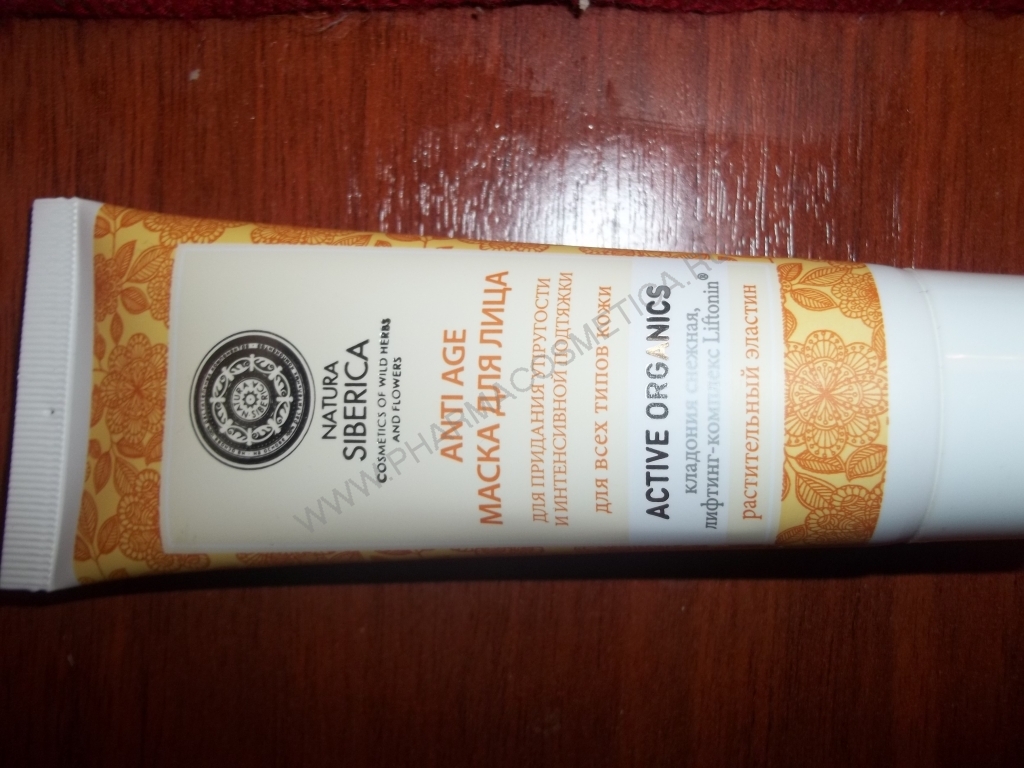 NATURA
SIBERICA
COSMETICS OF WILD HERBS
AND FLOWERS
ANTI AGE
МАСКА ДЛЯ ЛИЦА
ДЛЯ ПРИДАНИЯ УПРУГОСТИ
И ИНТЕНСИВНОЙ ПОДТЯЖКИ
для всех типов кожи
ACTIVE ORGANICS
кладония снежная,
лифтинг-комплекс Liftonin®
растительный эластин
WWW.PHARMACOSMETICA.RU